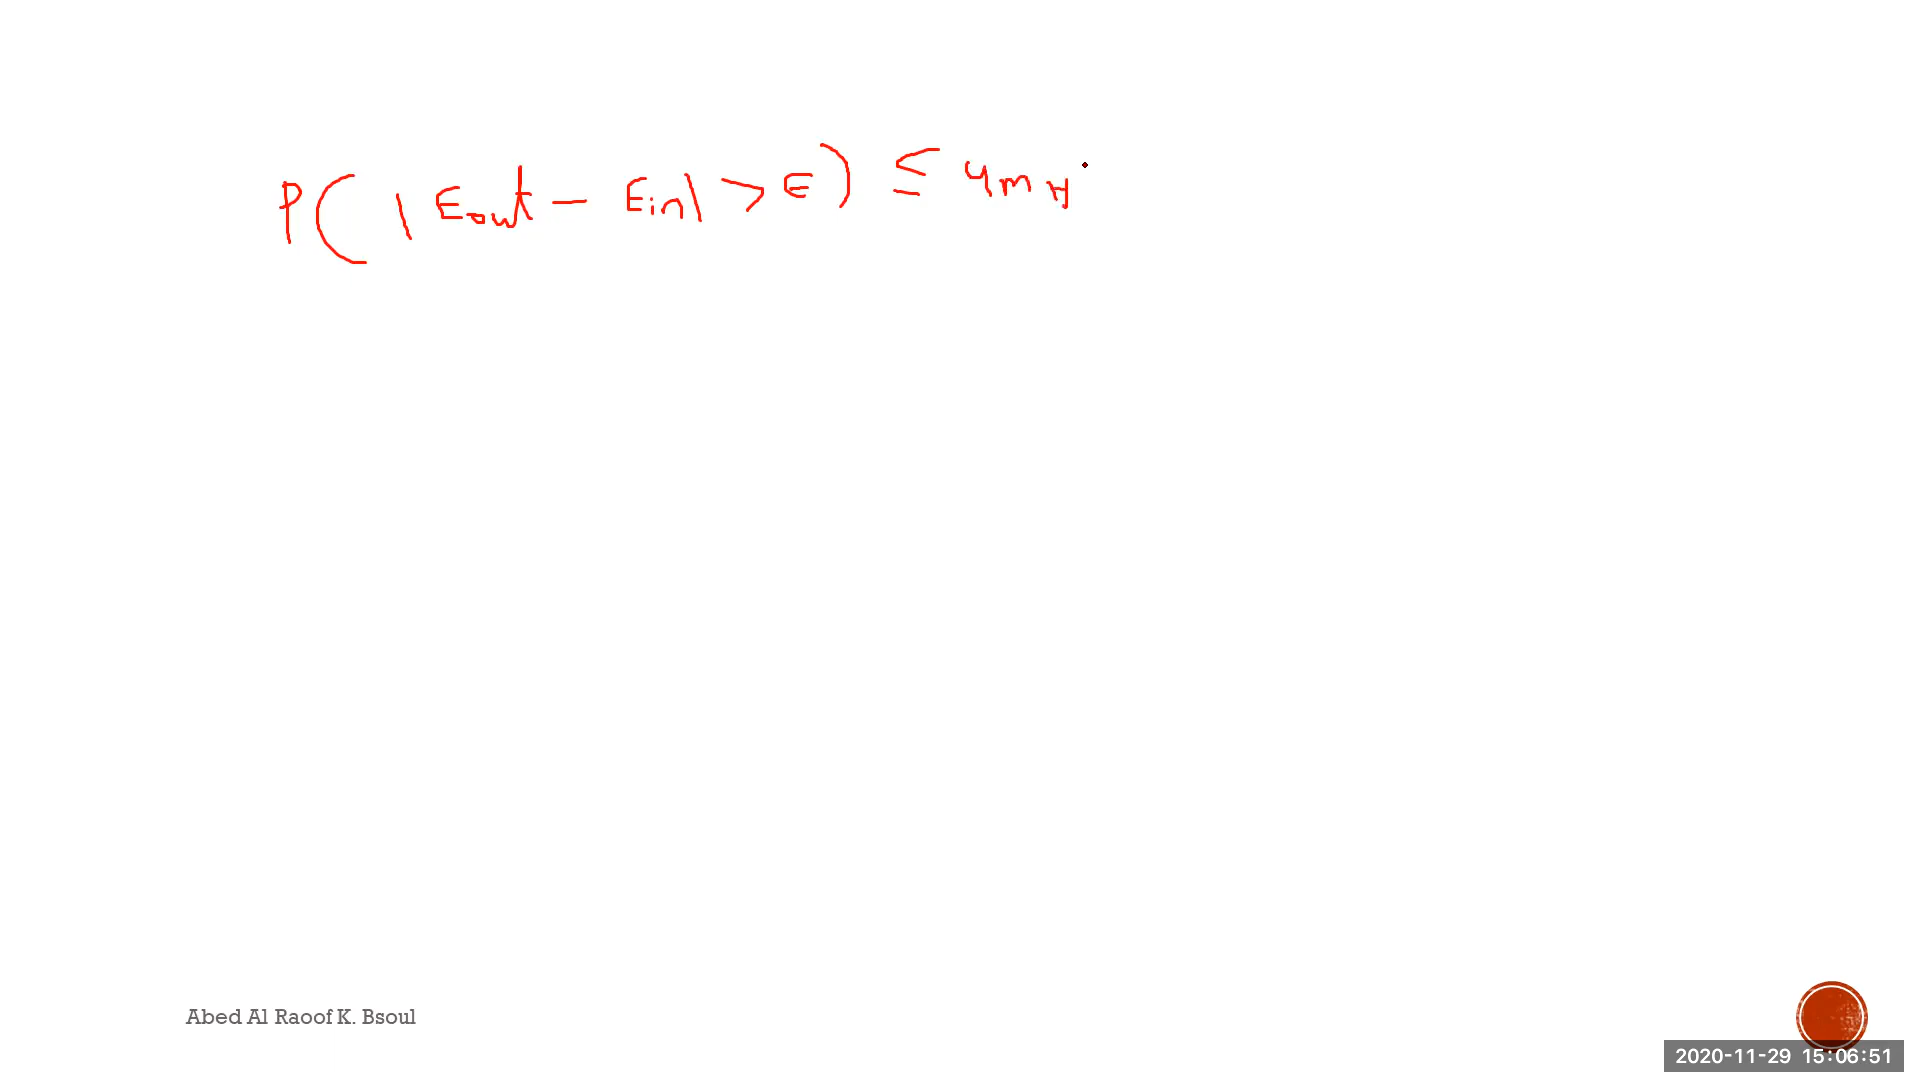 P(|Eout - Ein| > ϵ) ≤ 4mH
Abed Al Raoof K. Bsoul
2020-11-29 15:06:51